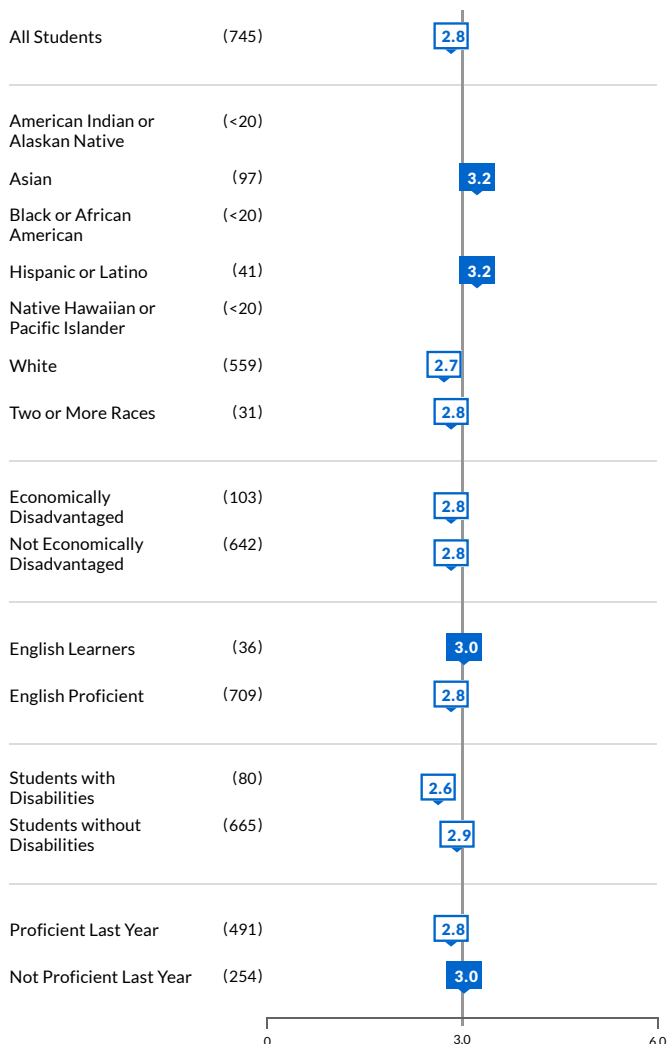 All Students (745) 2.8
American Indian or (<20)
Alaskan Native
Asian (97) 3.2
Black or African (<20)
American
Hispanic or Latino (41) 3.2
Native Hawaiian or (<20)
Pacific Islander
White (559) 2.7
Two or More Races (31) 2.8
Economically (103) 2.8
Disadvantaged
Not Economically (642) 2.8
Disadvantaged
English Learners (36) 3.0
English Proficient (709) 2.8
Students with (80) 2.6
Disabilities
Students without (665) 2.9
Disabilities
Proficient Last Year (491) 2.8
Not Proficient Last Year (254) 3.0
0 3.0 6.0